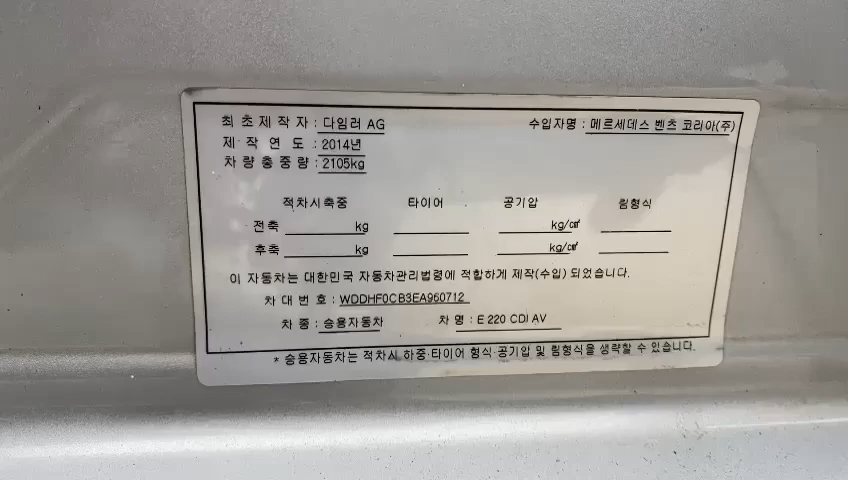 최초제작자 : 다임러 AG 수입자명 : 메르세데스 벤츠 코리아(주)
제작연도 : 2014년
차량총중량 : 2105kg
적차시축중 타이어 공기압 림형식
전축 kg kg/㎠
후축 kg kg/㎠
이 자동차는 대한민국 자동차관리법령에 적합하게 제작(수입) 되었습니다.
차대번호 : WDDHF0CB3EA950712
차종 : 승용자동차 차명 : E 220 CDI AV
* 승용자동차는 적차시 하중·타이어 형식·공기압 및 림형식을 생략할 수 있습니다.